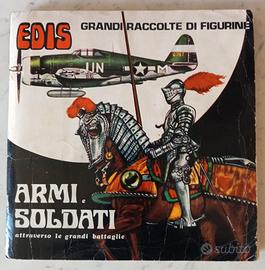 EDIS
GRANDI RACCOLTE DI FIGURINE
UN M
ARMI e
SOLDATI
attraverso le grandi battaglie
subito